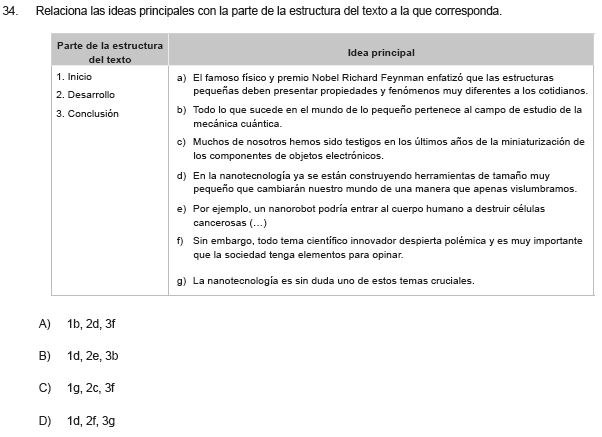 34. Relaciona las ideas principales con la parte de la estructura del texto a la que corresponda.
Parte de la estructura
del texto
Idea principal
1. Inicio
2. Desarrollo
3. Conclusión
a) El famoso físico y premio Nobel Richard Feynman enfatizó que las estructuras
pequeñas deben presentar propiedades y fenómenos muy diferentes a los cotidianos.
b) Todo lo que sucede en el mundo de lo pequeño pertenece al campo de estudio de la
mecánica cuántica.
c) Muchos de nosotros hemos sido testigos en los últimos años de la miniaturización de
los componentes de objetos electrónicos.
d) En la nanotecnología ya se están construyendo herramientas de tamaño muy
pequeño que cambiarán nuestro mundo de una manera que apenas vislumbramos.
e) Por ejemplo, un nanorobot podría entrar al cuerpo humano a destruir células
cancerosas (...)
f) Sin embargo, todo tema científico innovador despierta polémica y es muy importante
que la sociedad tenga elementos para opinar.
g) La nanotecnología es sin duda uno de estos temas cruciales.
A) 1b, 2d, 3f
B) 1d, 2e, 3b
C) 1g, 2c, 3f
D) 1d, 2f, 3g